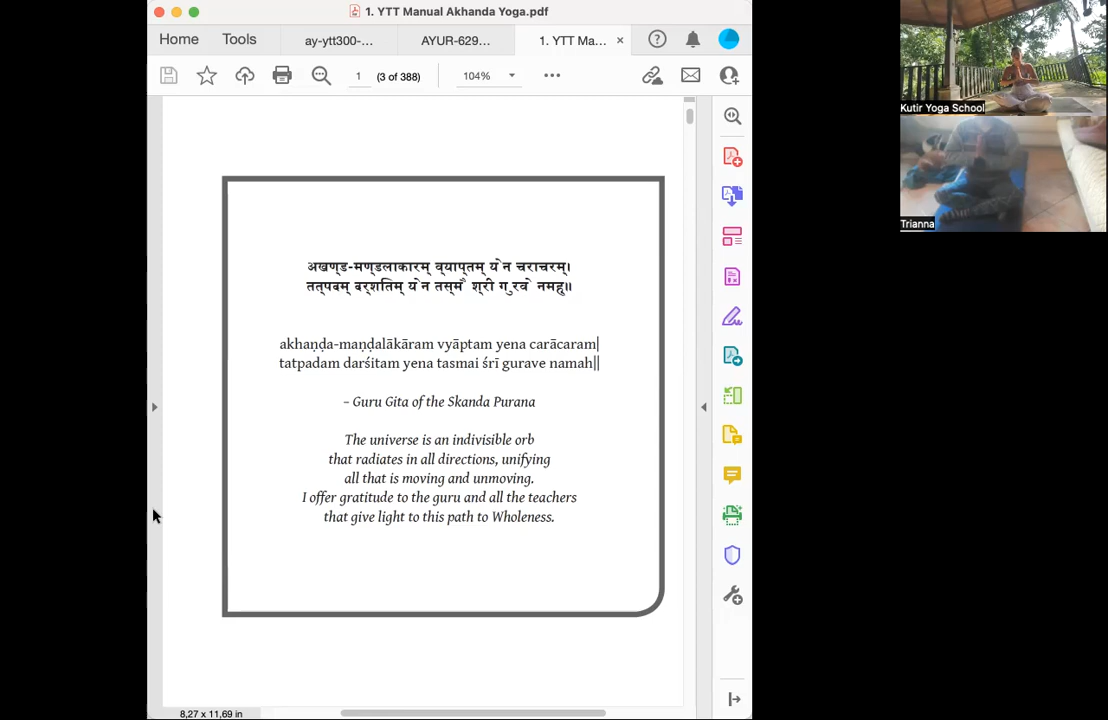 1. YTT Manual Akhanda Yoga.pdf
Home Tools ay-ytt300-... AYUR-629... 1. YTT Ma... ×
1 (3 of 388) 104%
अखण्ड-मण्डलाकारम् व्याप्तम् येन चराचरम्।
तत्पदम् दर्शितिम् येन तस्मै श्री गुरवे नमहु॥
akhaṇḍa-maṇḍalākāram vyāptam yena carācaram|
tatpadam darśitam yena tasmai śrī gurave namah||
– Guru Gita of the Skanda Purana
The universe is an indivisible orb
that radiates in all directions, unifying
all that is moving and unmoving.
I offer gratitude to the guru and all the teachers
that give light to this path to Wholeness.
8,27 x 11,69 in
Kutir Yoga School
Trianna